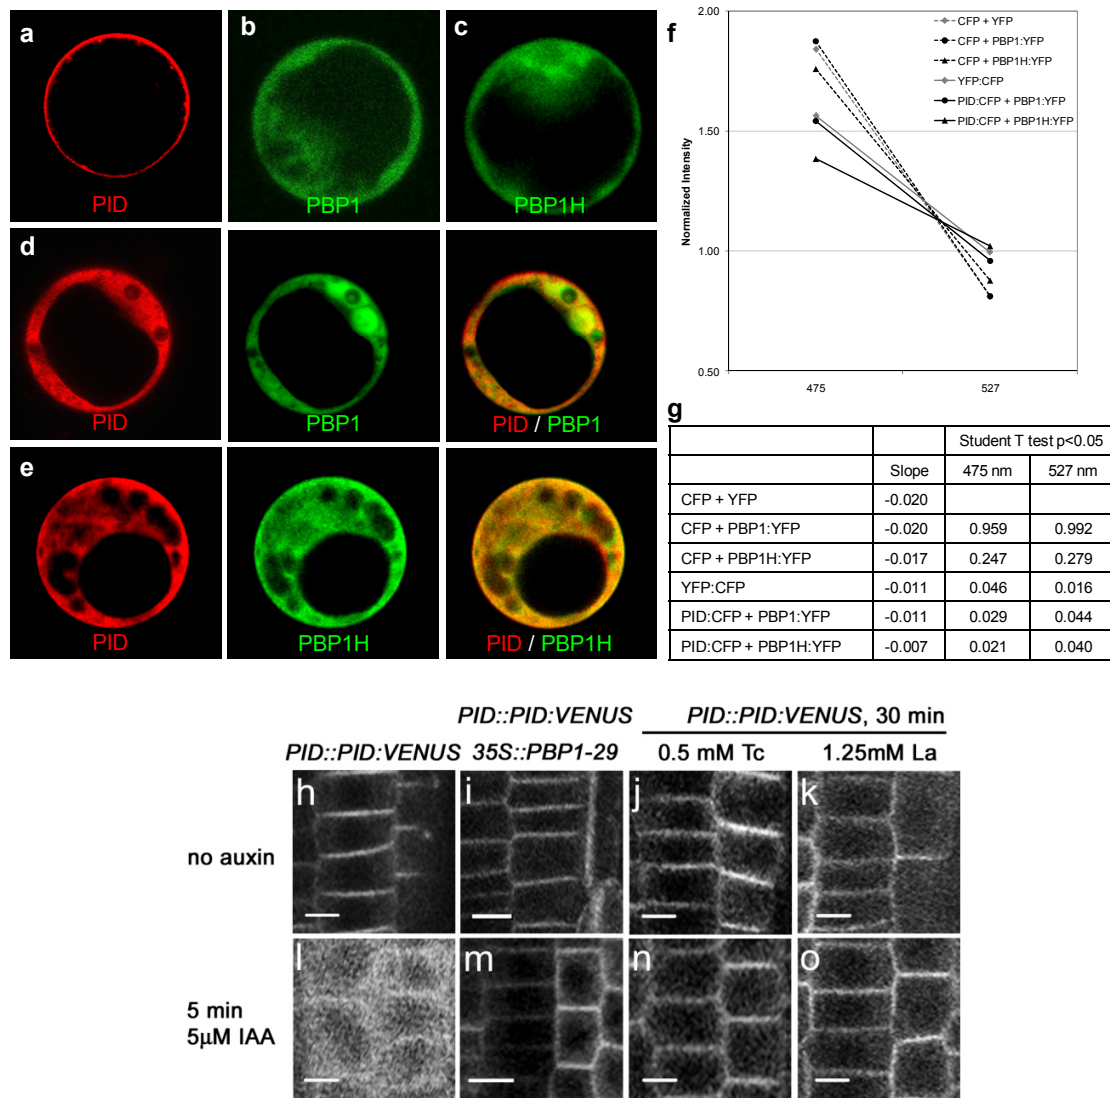 a
PID
b
PBP1
c
PBP1H
d
PID
PBP1
PID / PBP1
e
PID
PBP1H
PID / PBP1H
f
2.00
1.50
1.00
0.50
Normalized Intensity
475
527
CFP + YFP
CFP + PBP1:YFP
CFP + PBP1H:YFP
YFP:CFP
PID:CFP + PBP1:YFP
PID:CFP + PBP1H:YFP
g
Student T test p<0.05
Slope 475 nm 527 nm
CFP + YFP -0.020
CFP + PBP1:YFP -0.020 0.959 0.992
CFP + PBP1H:YFP -0.017 0.247 0.279
YFP:CFP -0.011 0.046 0.016
PID:CFP + PBP1:YFP -0.011 0.029 0.044
PID:CFP + PBP1H:YFP -0.007 0.021 0.040
PID::PID:VENUS PID::PID:VENUS, 30 min
PID::PID:VENUS 35S::PBP1-29 0.5 mM Tc 1.25mM La
h i j k
no auxin
l m n o
5 min
5µM IAA